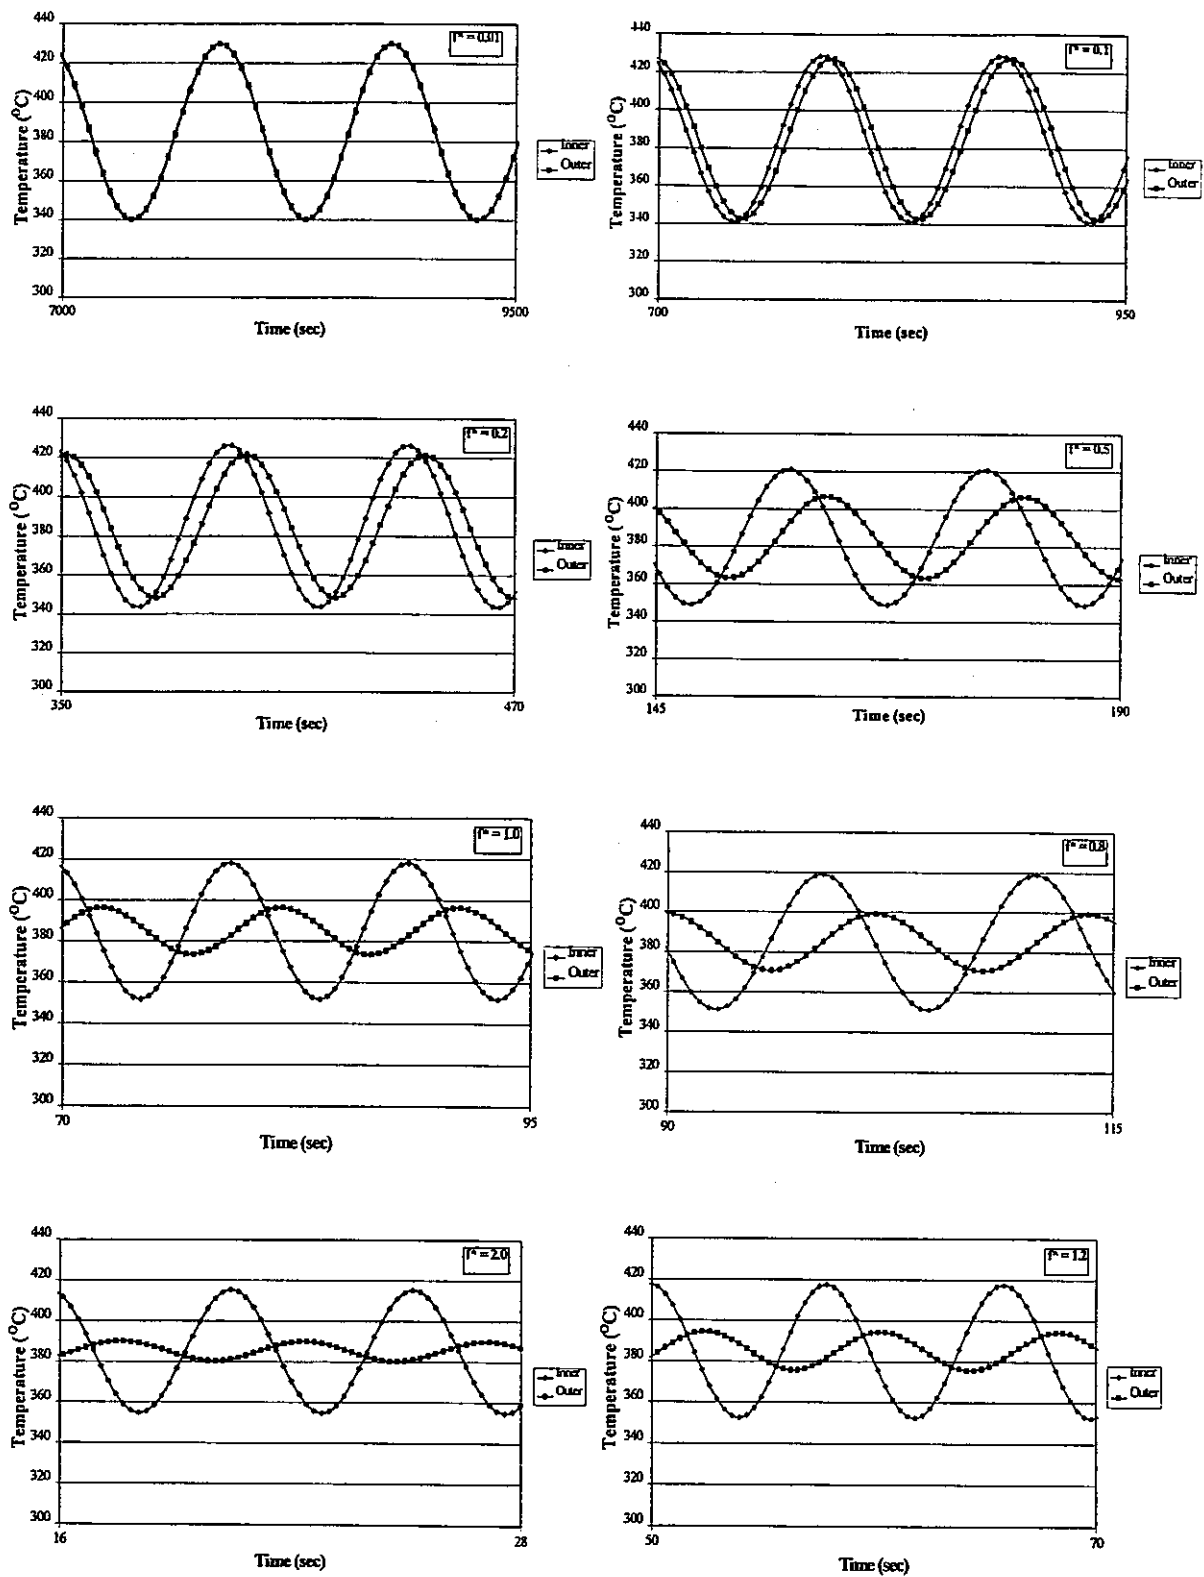 f* = 0.01
440
420
400
380
360
340
320
300
Temperature (°C)
7000
9500
Time (sec)
Inner
Outer
f* = 0.1
440
420
400
380
360
340
320
300
Temperature (°C)
700
950
Time (sec)
Inner
Outer
f* = 0.2
440
420
400
380
360
340
320
300
Temperature (°C)
350
470
Time (sec)
Inner
Outer
f* = 0.5
440
420
400
380
360
340
320
300
Temperature (°C)
145
190
Time (sec)
Inner
Outer
f* = 1.0
440
420
400
380
360
340
320
300
Temperature (°C)
70
95
Time (sec)
Inner
Outer
f* = 0.8
440
420
400
380
360
340
320
300
Temperature (°C)
90
115
Time (sec)
Inner
Outer
f* = 2.0
440
420
400
380
360
340
320
300
Temperature (°C)
16
28
Time (sec)
Inner
Outer
f* = 1.2
440
420
400
380
360
340
320
300
Temperature (°C)
50
70
Time (sec)
Inner
Outer